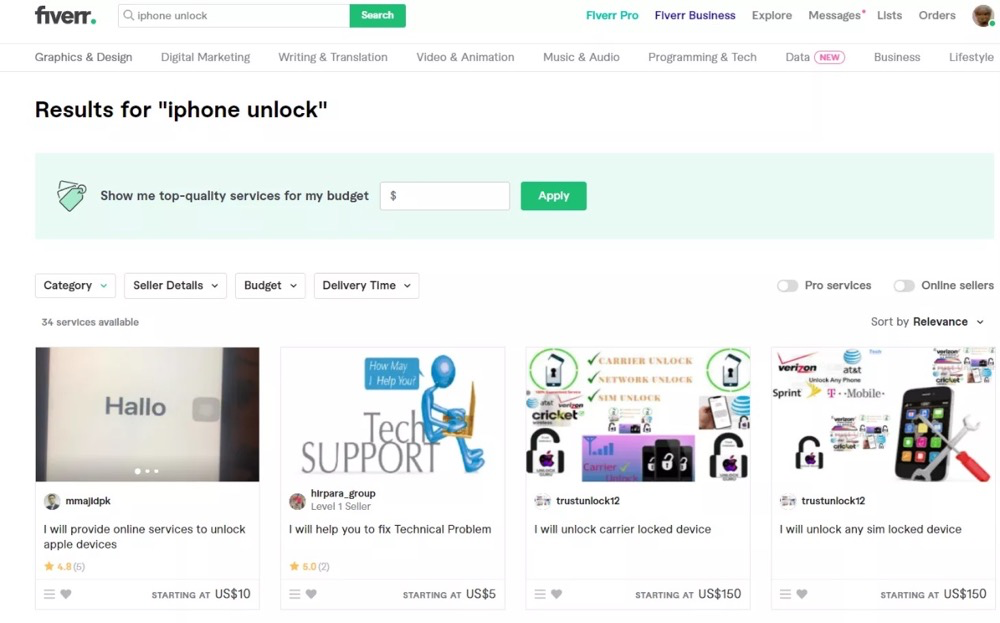 fiverr.
iphone unlock
Search
Fiverr Pro
Fiverr Business
Explore
Messages
Lists
Orders
Graphics & Design
Digital Marketing
Writing & Translation
Video & Animation
Music & Audio
Programming & Tech
Data NEW
Business
Lifestyle
Results for "iphone unlock"
Show me top-quality services for my budget
$
Apply
Category
Seller Details
Budget
Delivery Time
Pro services
Online sellers
34 services available
Sort by Relevance
Hallo
mmajidpk
I will provide online services to unlock
apple devices
4.8 (5)
STARTING AT US$10
How May
I Help You?
Tech
SUPPORT
hirpara_group
Level 1 Seller
I will help you to fix Technical Problem
5.0 (2)
STARTING AT US$5
CARRIER UNLOCK
NETWORK UNLOCK
SIM UNLOCK
at&t
verizon
cricket
Carrier
Unlock
trustunlock12
I will unlock carrier locked device
STARTING AT US$150
verizon
at&t
Unlock Any Phone
Sprint
T-Mobile
trustunlock12
I will unlock any sim locked device
STARTING AT US$150